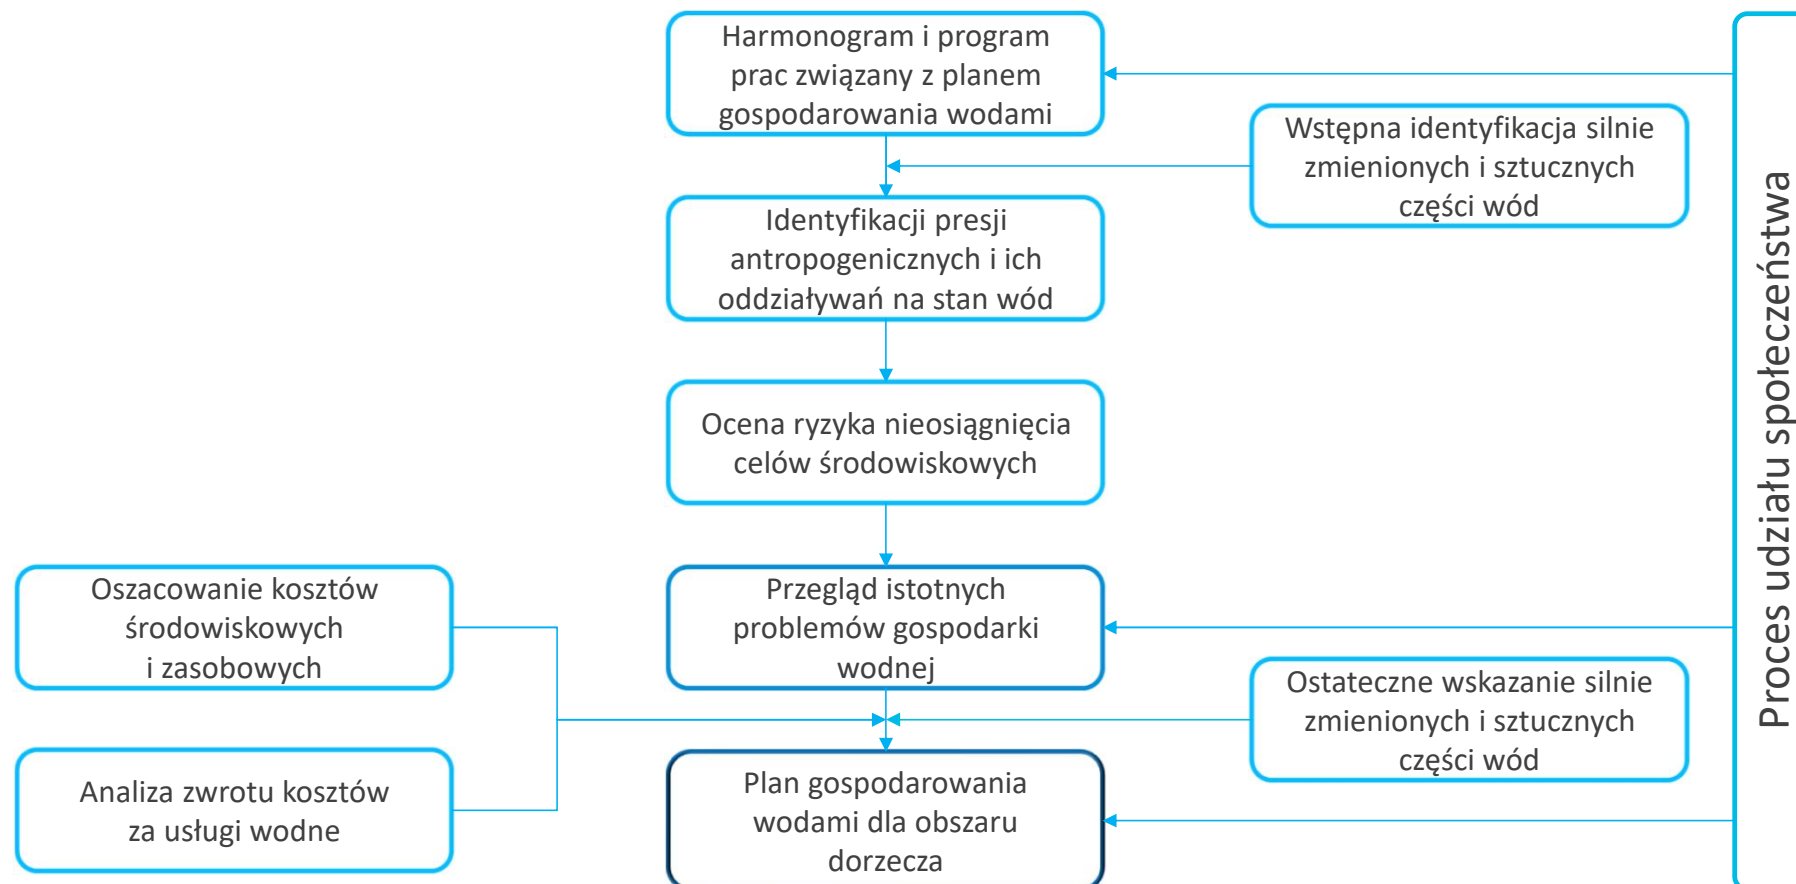 Harmonogram i program
prac związany z planem
gospodarowania wodami
Wstępna identyfikacja silnie
zmienionych i sztucznych
części wód
Identyfikacji presji
antropogenicznych i ich
oddziaływań na stan wód
Ocena ryzyka nieosiągnięcia
celów środowiskowych
Oszacowanie kosztów
środowiskowych
i zasobowych
Przegląd istotnych
problemów gospodarki
wodnej
Ostateczne wskazanie silnie
zmienionych i sztucznych
części wód
Analiza zwrotu kosztów
za usługi wodne
Plan gospodarowania
wodami dla obszaru
dorzecza
Proces udziału społeczeństwa